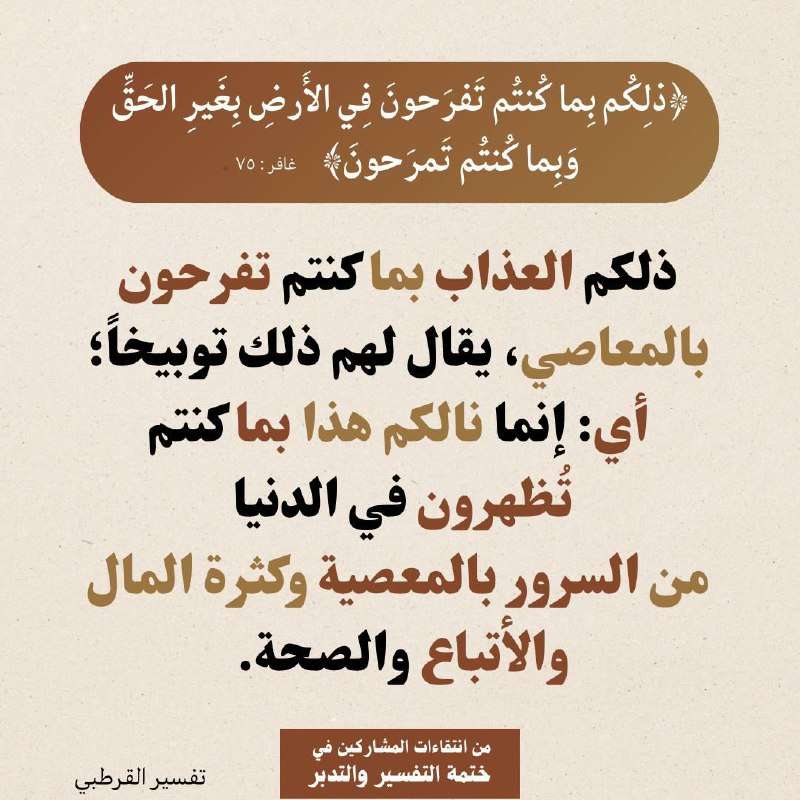 ﴿ذلِكُم بِما كُنتُم تَفرَحونَ فِي الأَرضِ بِغَيرِ الحَقِّ
وَبِما كُنتُم تَمرَحونَ﴾ غافر: ٧٥
ذلكم العذاب بما كنتم تفرحون
بالمعاصي، يقال لهم ذلك توبيخاً؛
أي: إنما نالكم هذا بما كنتم
تُظهرون في الدنيا
من السرور بالمعصية وكثرة المال
والأتباع والصحة.
من انتقاءات المشاركين في
ختمة التفسير والتدبر
تفسير القرطبي